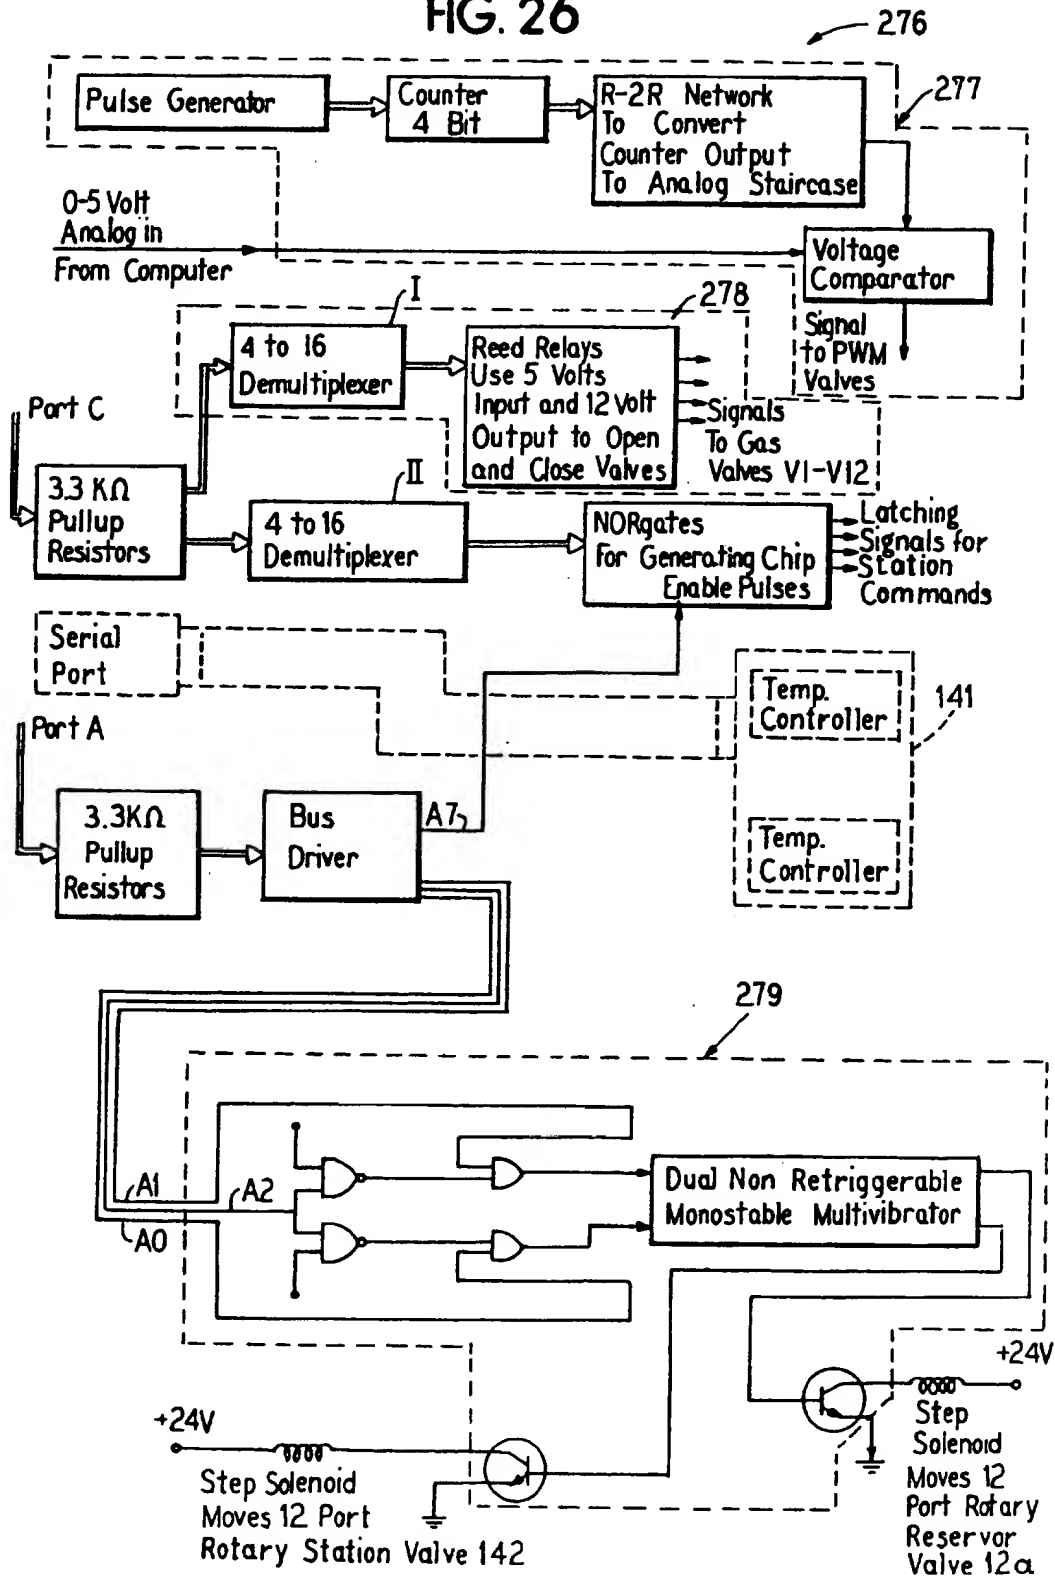 FIG. 26
276
277
Pulse Generator
Counter
4 Bit
R-2R Network
To Convert
Counter Output
To Analog Staircase
0-5 Volt
Analog in
From Computer
Voltage
Comparator
Signal
to PWM
Valves
I
278
4 to 16
Demultiplexer
Reed Relays
Use 5 Volts
Input and 12 Volt
Output to Open
and Close Valves
Signals
To Gas
Valves V1-V12
Port C
3.3 KΩ
Pullup
Resistors
II
4 to 16
Demultiplexer
NORgates
For Generating Chip
Enable Pulses
Latching
Signals for
Station
Commands
Serial
Port
Temp.
Controller
141
Port A
3.3KΩ
Pullup
Resistors
Bus
Driver
A7
Temp.
Controller
279
A1
A2
A0
Dual Non Retriggerable
Monostable Multivibrator
+24V
Step
Solenoid
Moves 12
Port Rotary
Reservor
Valve 12a
+24V
Step Solenoid
Moves 12 Port
Rotary Station Valve 142